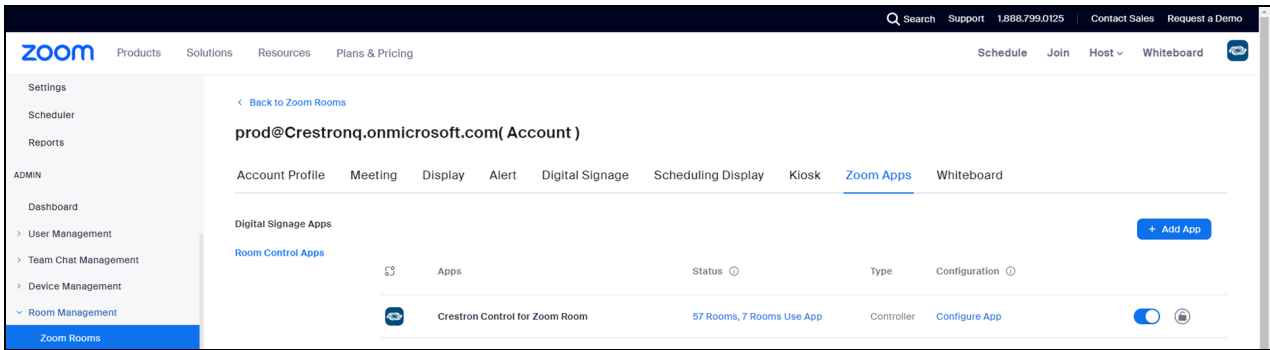 Search Support 1.888.799.0125 Contact Sales Request a Demo
zoom Products Solutions Resources Plans & Pricing Schedule Join Host Whiteboard
Settings
Back to Zoom Rooms
Scheduler
prod@Crestronq.onmicrosoft.com( Account )
Reports
ADMIN
Account Profile Meeting Display Alert Digital Signage Scheduling Display Kiosk Zoom Apps Whiteboard
Dashboard
Digital Signage Apps
+ Add App
User Management
Room Control Apps
Team Chat Management
Apps Status Type Configuration
Device Management
Room Management
Crestron Control for Zoom Room 57 Rooms, 7 Rooms Use App Controller Configure App
Zoom Rooms